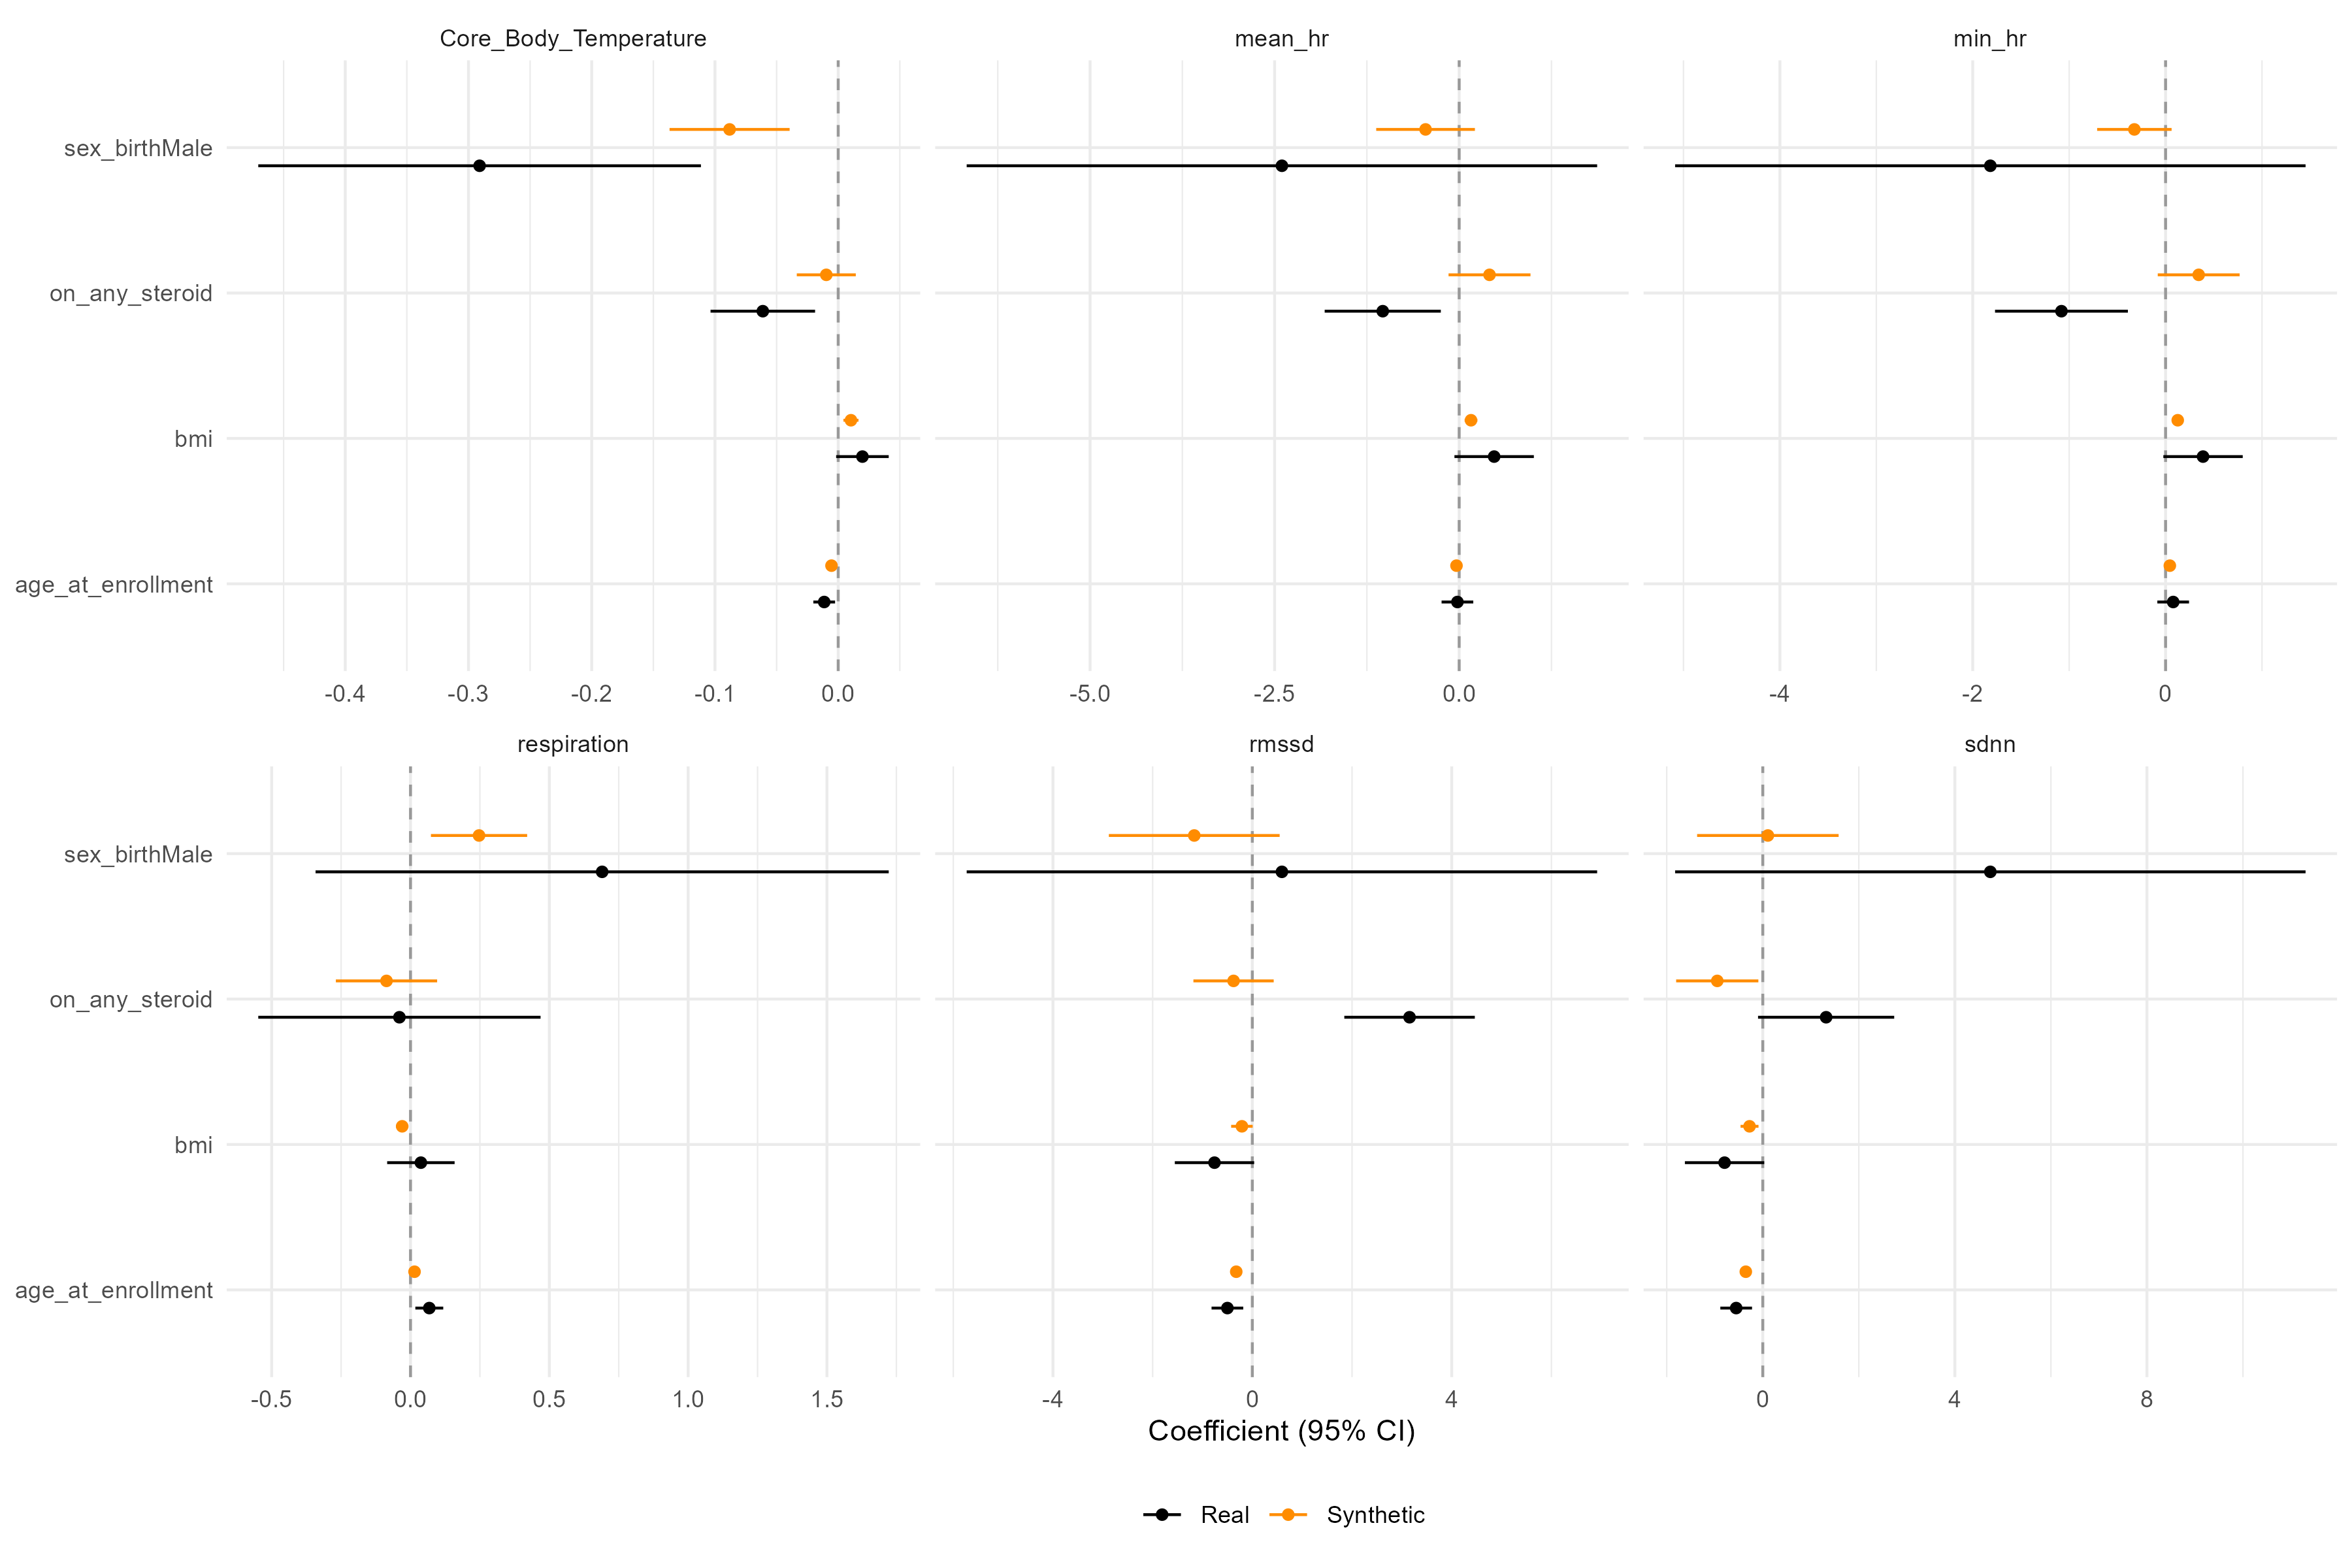 Core_Body_Temperature mean_hr min_hr
sex_birthMale
on_any_steroid
bmi
age_at_enrollment
-0.4 -0.3 -0.2 -0.1 0.0 -5.0 -2.5 0.0 -4 -2 0
respiration rmssd sdnn
sex_birthMale
on_any_steroid
bmi
age_at_enrollment
-0.5 0.0 0.5 1.0 1.5 -4 0 4 0 4 8
Coefficient (95% CI)
Real Synthetic